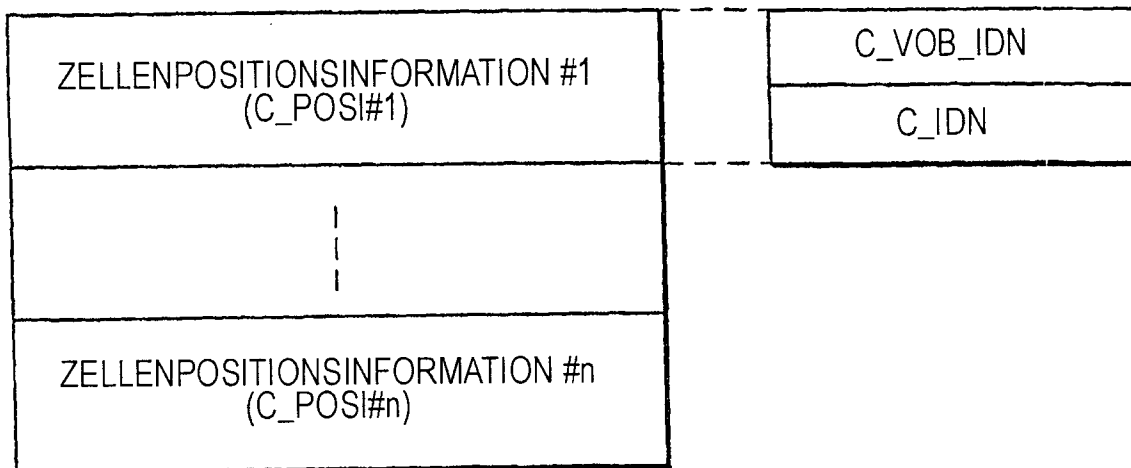 ZELLENPOSITIONSINFORMATION #1
(C_POSI#1)
C_VOB_IDN
C_IDN
ZELLENPOSITIONSINFORMATION #n
(C_POSI#n)